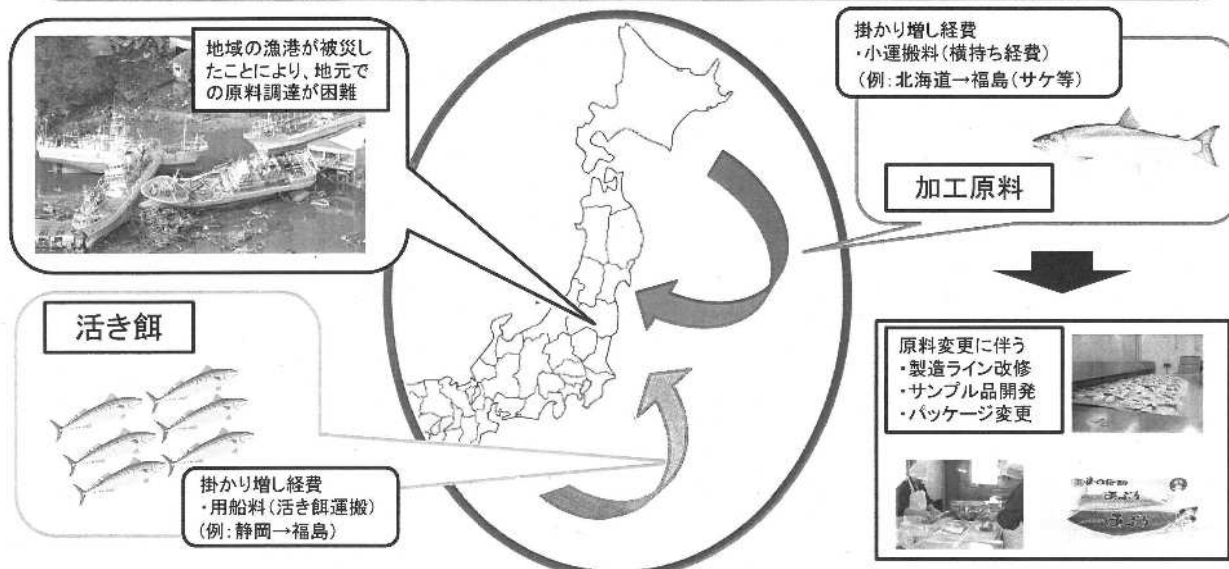 地域の漁港が被災し
たことにより、地元で
の原料調達が困難
掛かり増し経費
・小運搬料(横持ち経費)
(例:北海道→福島(サケ等)
加工原料
活き餌
掛かり増し経費
・用船料(活き餌運搬)
(例:静岡→福島)
原料変更に伴う
・製造ライン改修
・サンプル品開発
・パッケージ変更